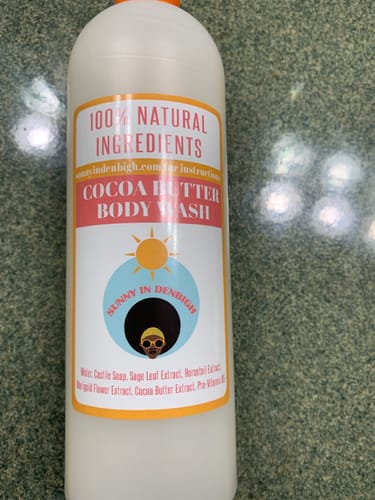 100% NATURAL
INGREDIENTS
sunnyindenbigh.com for instructions
COCOA BUTTER
BODY WASH
SUNNY IN DENBIGH
Water, Castile Soap, Sage Leaf Extract, Horsetail Extract,
Marigold Flower Extract, Cocoa Butter Extract, Pro-Vitamin B5